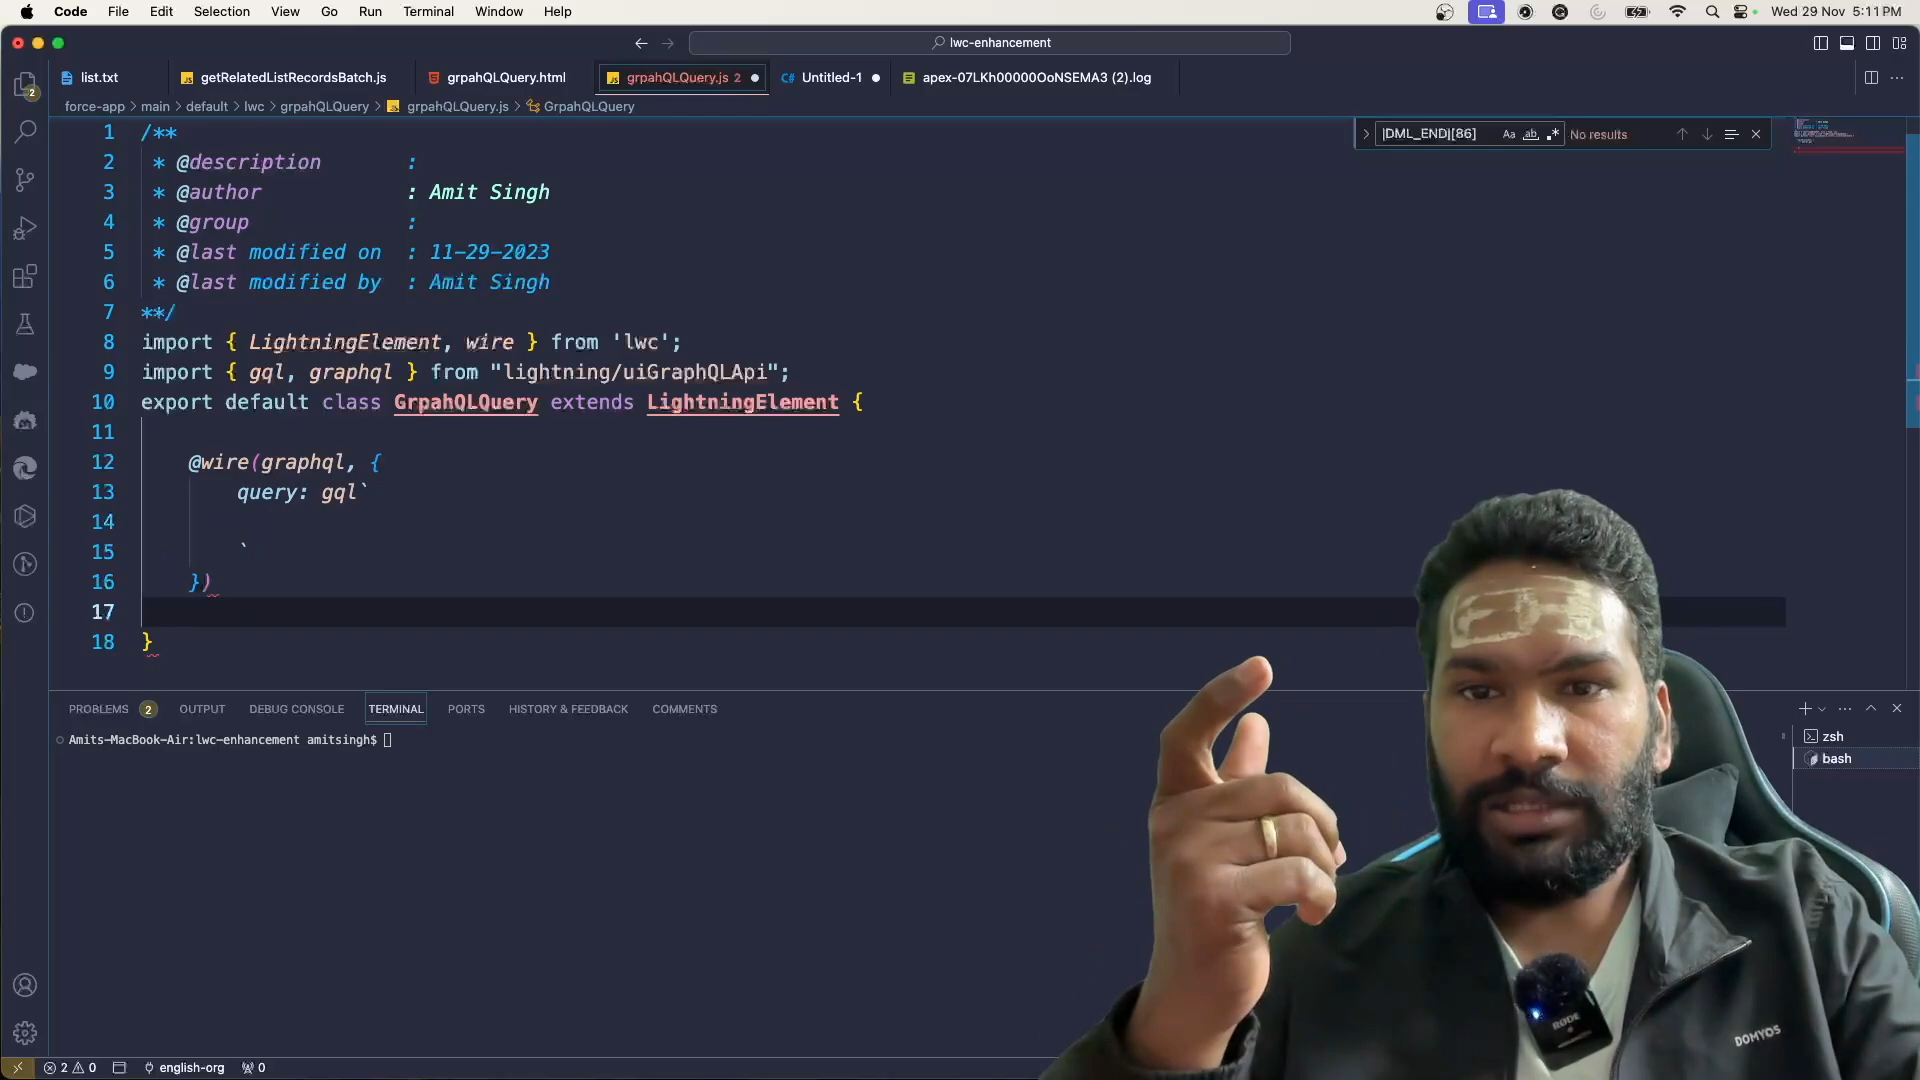 Code File Edit Selection View Go Run Terminal Window Help Wed 29 Nov 5:11 PM
lwc-enhancement
list.txt getRelatedListRecordsBatch.js grpahQLQuery.html grpahQLQuery.js 2 Untitled-1 apex-07LKh00000OoNSEMA3 (2).log
2
force-app > main > default > lwc > grpahQLQuery > grpahQLQuery.js > GrpahQLQuery
|DML_END|[86] Aa ab .* No results
1 /**
2 * @description :
3 * @author : Amit Singh
4 * @group :
5 * @last modified on : 11-29-2023
6 * @last modified by : Amit Singh
7 **/
8 import { LightningElement, wire } from 'lwc';
9 import { gql, graphql } from "lightning/uiGraphQLApi";
10 export default class GrpahQLQuery extends LightningElement {
11
12 @wire(graphql, {
13 query: gql`
14
15 `
16 })
17
18 }
PROBLEMS 2 OUTPUT DEBUG CONSOLE TERMINAL PORTS HISTORY & FEEDBACK COMMENTS
Amits-MacBook-Air:lwc-enhancement amitsingh$
zsh
bash
RØDE
DOMYOS
2 0 english-org 0